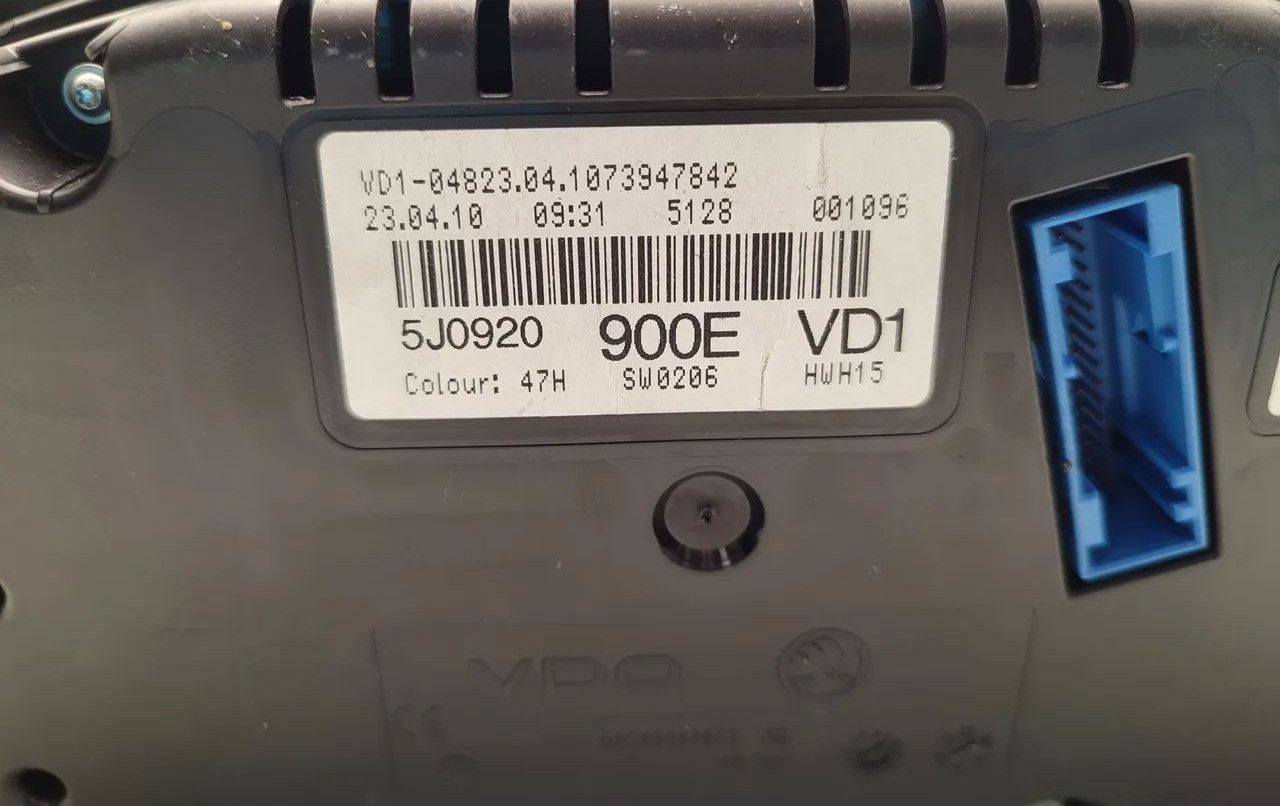 VD1-04823.04.1073947842
23.04.10 09:31 5128 001096
5J0920 900E VD1
Colour: 47H SW0206 HWH15
VDO